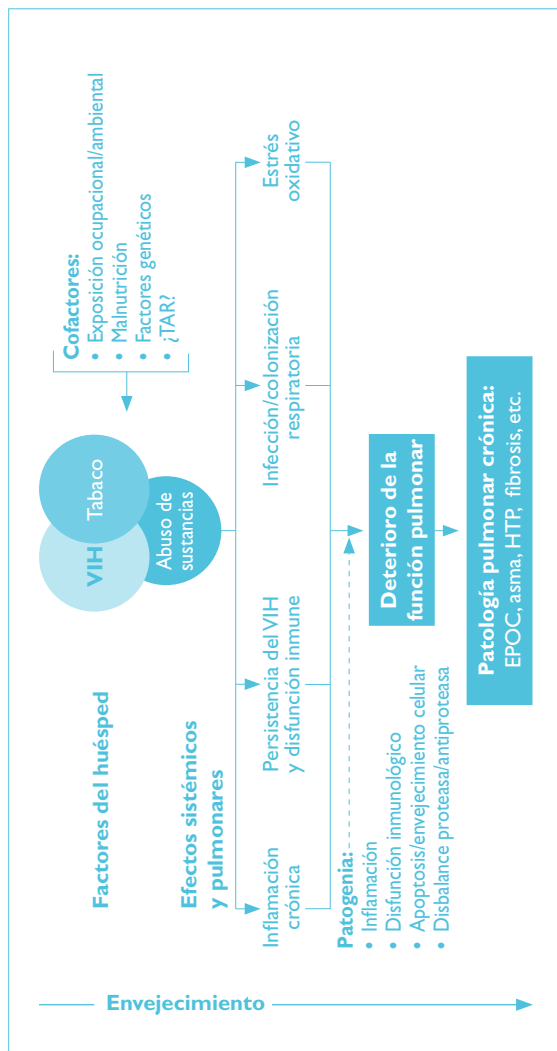 Envejecimiento
Factores del huésped
VIH
Tabaco
Abuso de
sustancias
Cofactores:
• Exposición ocupacional/ambiental
• Malnutrición
• Factores genéticos
• ¿TAR?
Efectos sistémicos
y pulmonares
Inflamación
crónica
Persistencia del VIH
y disfunción inmune
Infección/colonización
respiratoria
Estrés
oxidativo
Patogenia:
• Inflamación
• Disfunción inmunológico
• Apoptosis/envejecimiento celular
• Disbalance proteasa/antiproteasa
Deterioro de la
función pulmonar
Patología pulmonar crónica:
EPOC, asma, HTP, fibrosis, etc.